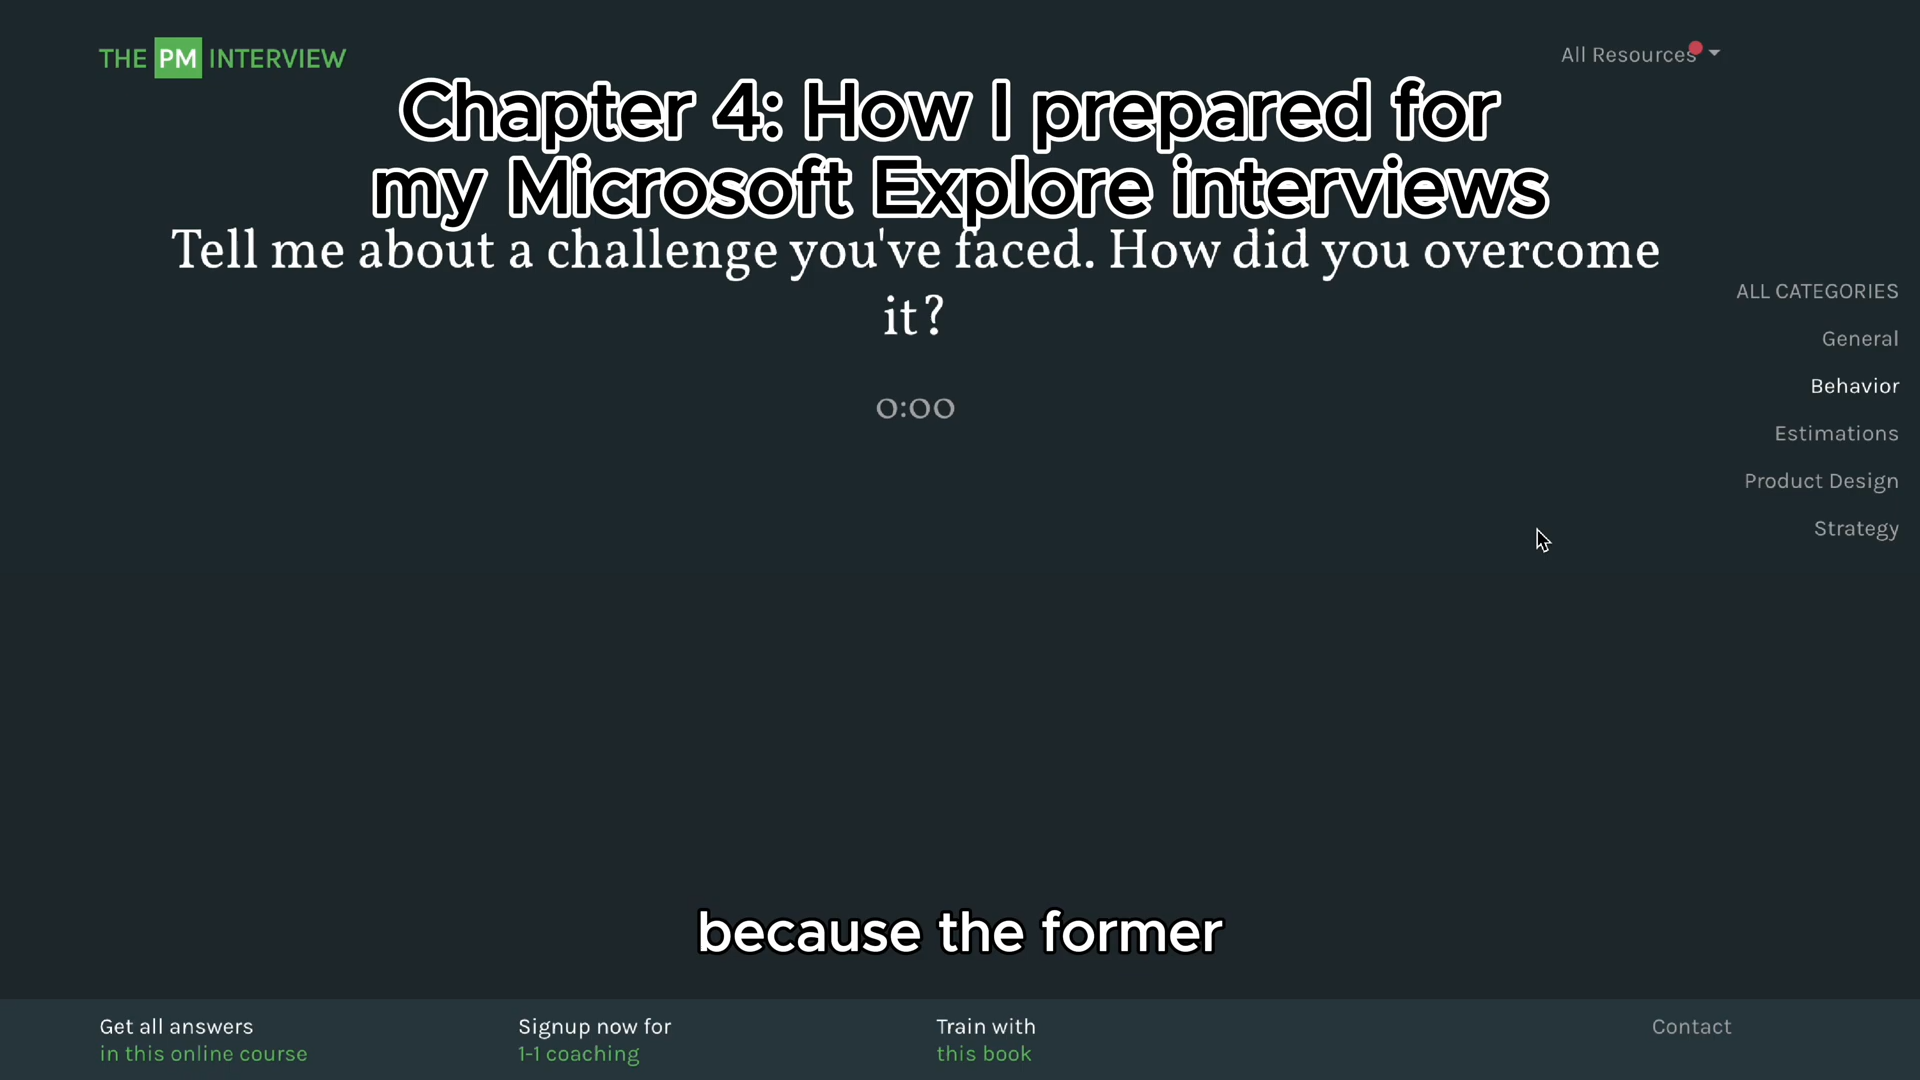 THE PM INTERVIEW
All Resources
Chapter 4: How I prepared for
my Microsoft Explore interviews
Tell me about a challenge you've faced. How did you overcome
it?
0:00
ALL CATEGORIES
General
Behavior
Estimations
Product Design
Strategy
because the former
Get all answers
in this online course
Signup now for
1-1 coaching
Train with
this book
Contact